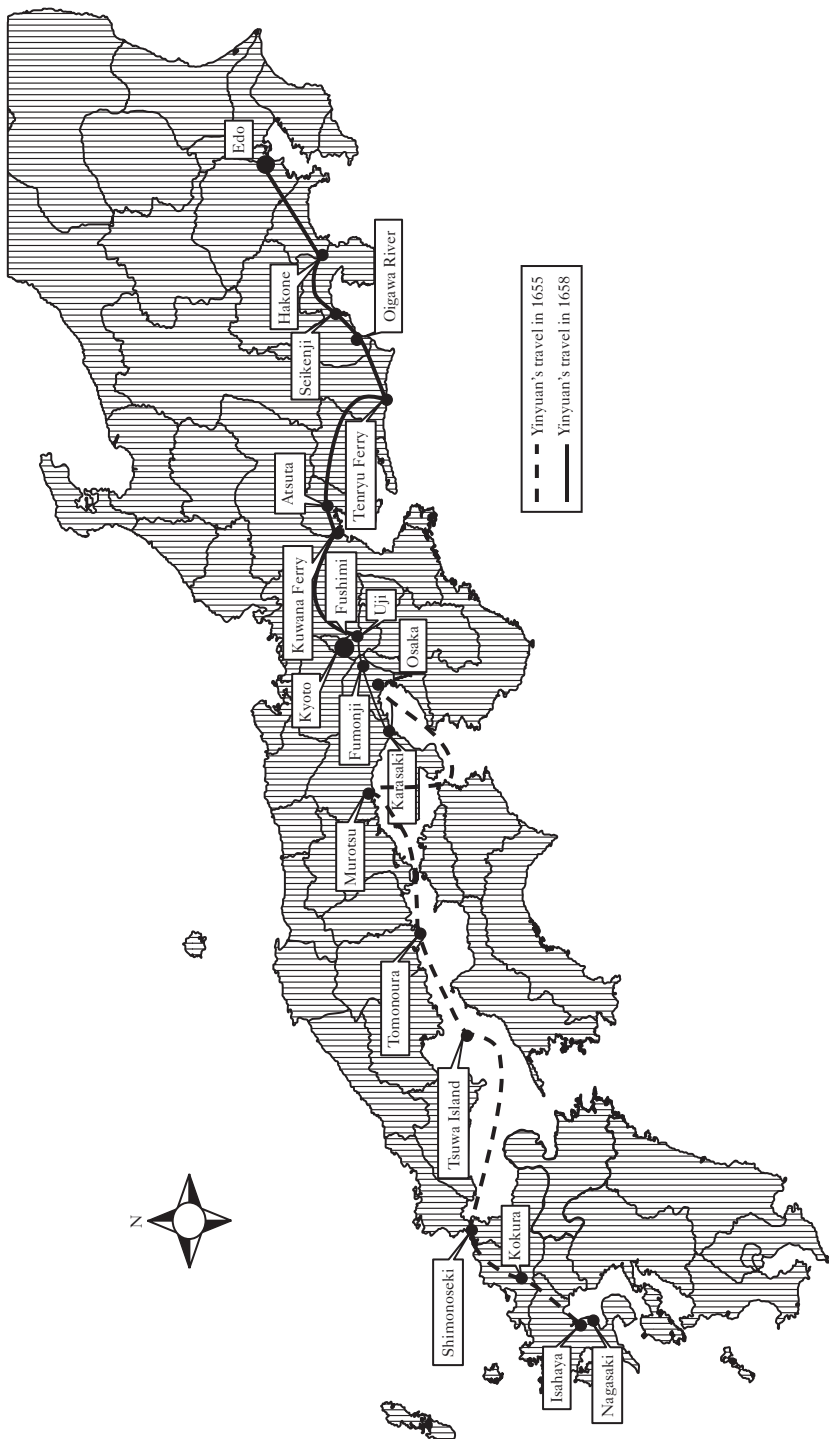 N
Edo
Hakone
Seikenji
Oigawa River
Atsuta
Tenryu Ferry
Kuwana Ferry
Fushimi
Uji
Kyoto
Osaka
Fumonji
Karasaki
Murotsu
Tomonoura
Tsuwa Island
Shimonoseki
Kokura
Isahaya
Nagasaki
Yinyuan's travel in 1655
Yinyuan's travel in 1658